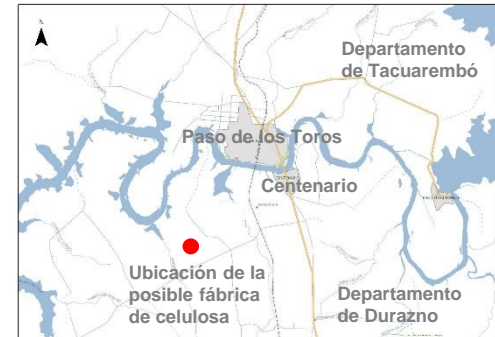 N
Departamento
de Tacuarembó
Paso de los Toros
Centenario
Ubicación de la
posible fábrica
de celulosa
Departamento
de Durazno